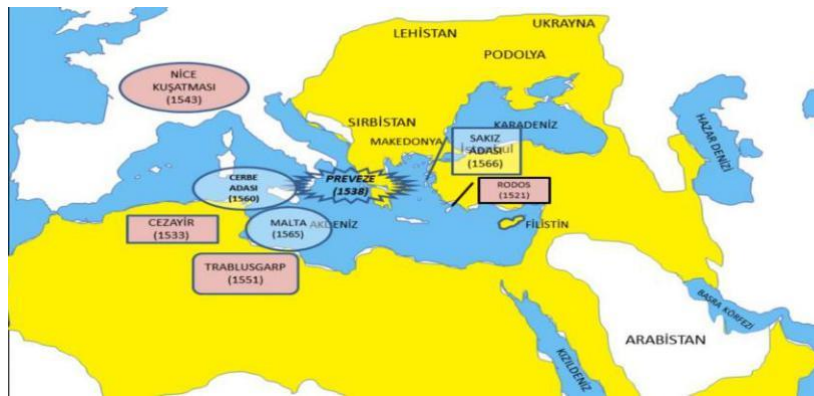 UKRAYNA
LEHİSTAN
PODOLYA
NİCE
KUŞATMASI
(1543)
SIRBİSTAN
KARADENİZ
MAKEDONYA
SAKIZ
ADASI
İstanbul
(1566)
HAZAR DENİZİ
CERBE
ADASI
(1560)
PREVEZE
(1538)
RODOS
(1521)
CEZAYİR
(1533)
MALTA
(1565)
AKDENİZ
FİLİSTİN
TRABLUSGARP
(1551)
BASRA KÖRFEZİ
ARABİSTAN
KIZILDENİZ